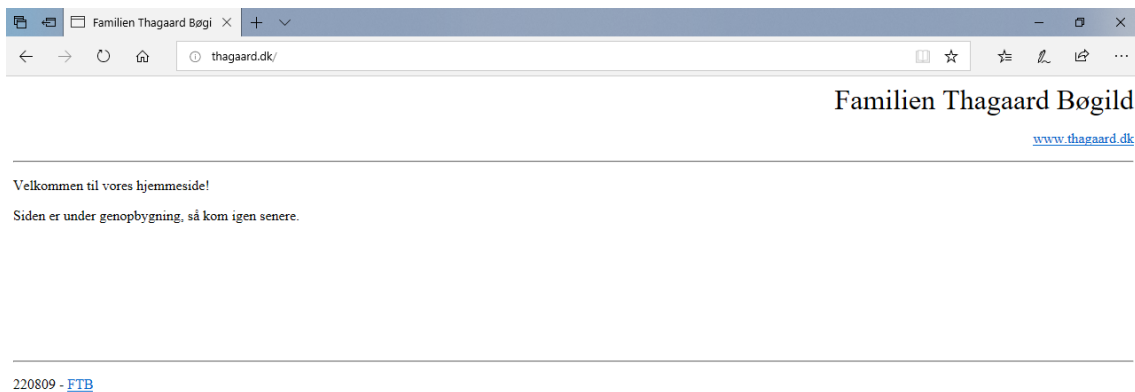 Familien Thagaard Bøgi
thagaard.dk/
Familien Thagaard Bøgild
www.thagaard.dk
Velkommen til vores hjemmeside!
Siden er under genopbygning, så kom igen senere.
220809 - FTB